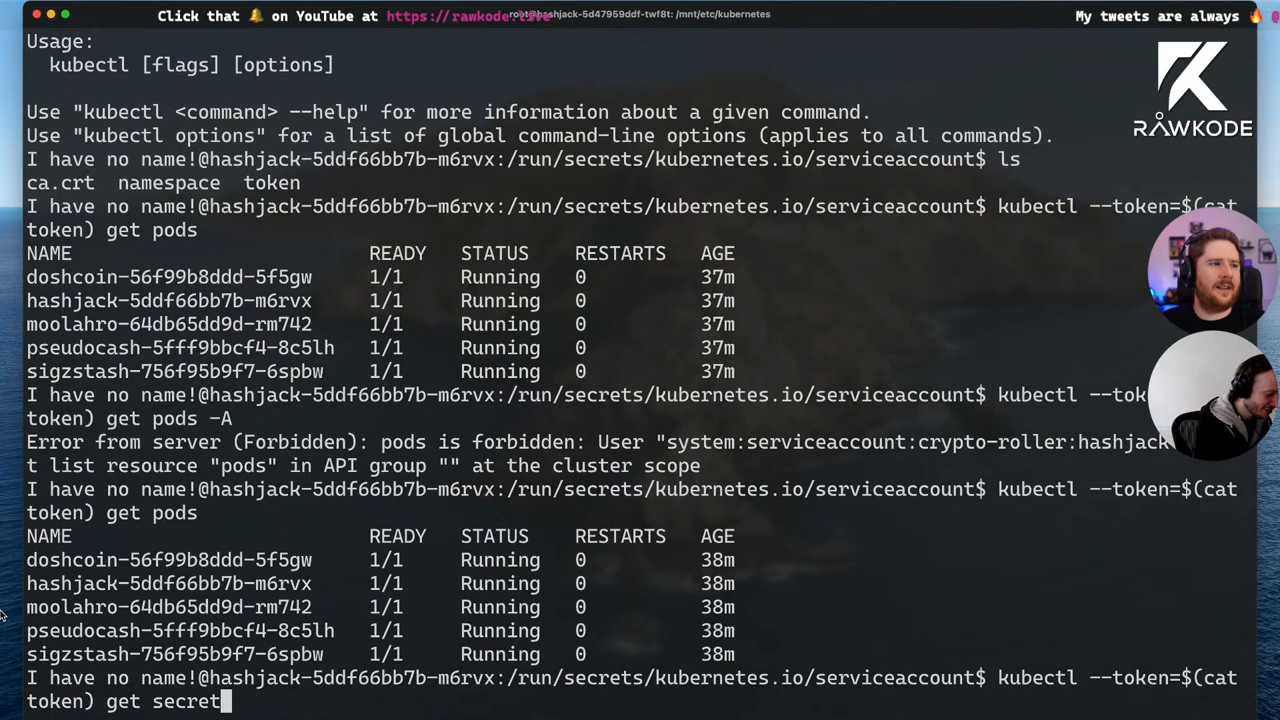 Click that 🔔 on YouTube at https://rawkode.live
root@hashjack-5d47959ddf-twf8t: /mnt/etc/kubernetes
My tweets are always 🔥
RAWKODE
Usage:
kubectl [flags] [options]
Use "kubectl <command> --help" for more information about a given command.
Use "kubectl options" for a list of global command-line options (applies to all commands).
I have no name!@hashjack-5ddf66bb7b-m6rvx:/run/secrets/kubernetes.io/serviceaccount$ ls
ca.crt namespace token
I have no name!@hashjack-5ddf66bb7b-m6rvx:/run/secrets/kubernetes.io/serviceaccount$ kubectl --token=$(cat
token) get pods
NAME READY STATUS RESTARTS AGE
doshcoin-56f99b8ddd-5f5gw 1/1 Running 0 37m
hashjack-5ddf66bb7b-m6rvx 1/1 Running 0 37m
moolahro-64db65dd9d-rm742 1/1 Running 0 37m
pseudocash-5fff9bbcf4-8c5lh 1/1 Running 0 37m
sigzstash-756f95b9f7-6spbw 1/1 Running 0 37m
I have no name!@hashjack-5ddf66bb7b-m6rvx:/run/secrets/kubernetes.io/serviceaccount$ kubectl --to
token) get pods -A
Error from server (Forbidden): pods is forbidden: User "system:serviceaccount:crypto-roller:hashjack
t list resource "pods" in API group "" at the cluster scope
I have no name!@hashjack-5ddf66bb7b-m6rvx:/run/secrets/kubernetes.io/serviceaccount$ kubectl --token=$(cat
token) get pods
NAME READY STATUS RESTARTS AGE
doshcoin-56f99b8ddd-5f5gw 1/1 Running 0 38m
hashjack-5ddf66bb7b-m6rvx 1/1 Running 0 38m
moolahro-64db65dd9d-rm742 1/1 Running 0 38m
pseudocash-5fff9bbcf4-8c5lh 1/1 Running 0 38m
sigzstash-756f95b9f7-6spbw 1/1 Running 0 38m
I have no name!@hashjack-5ddf66bb7b-m6rvx:/run/secrets/kubernetes.io/serviceaccount$ kubectl --token=$(cat
token) get secret